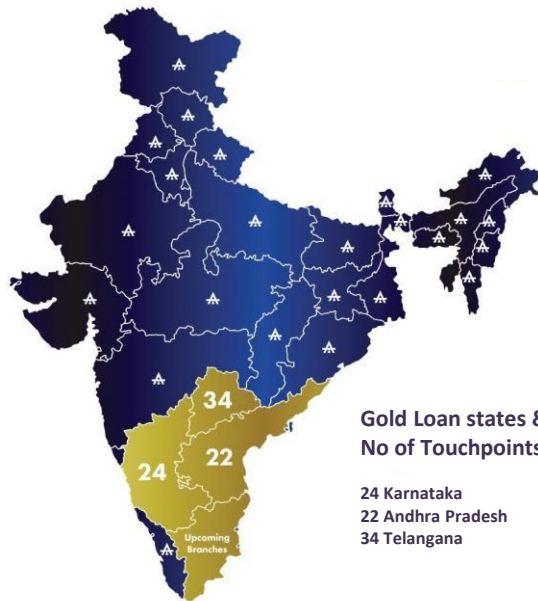 34
24
22
Upcoming
Branches
Gold Loan states &
No of Touchpoints
24 Karnataka
22 Andhra Pradesh
34 Telangana